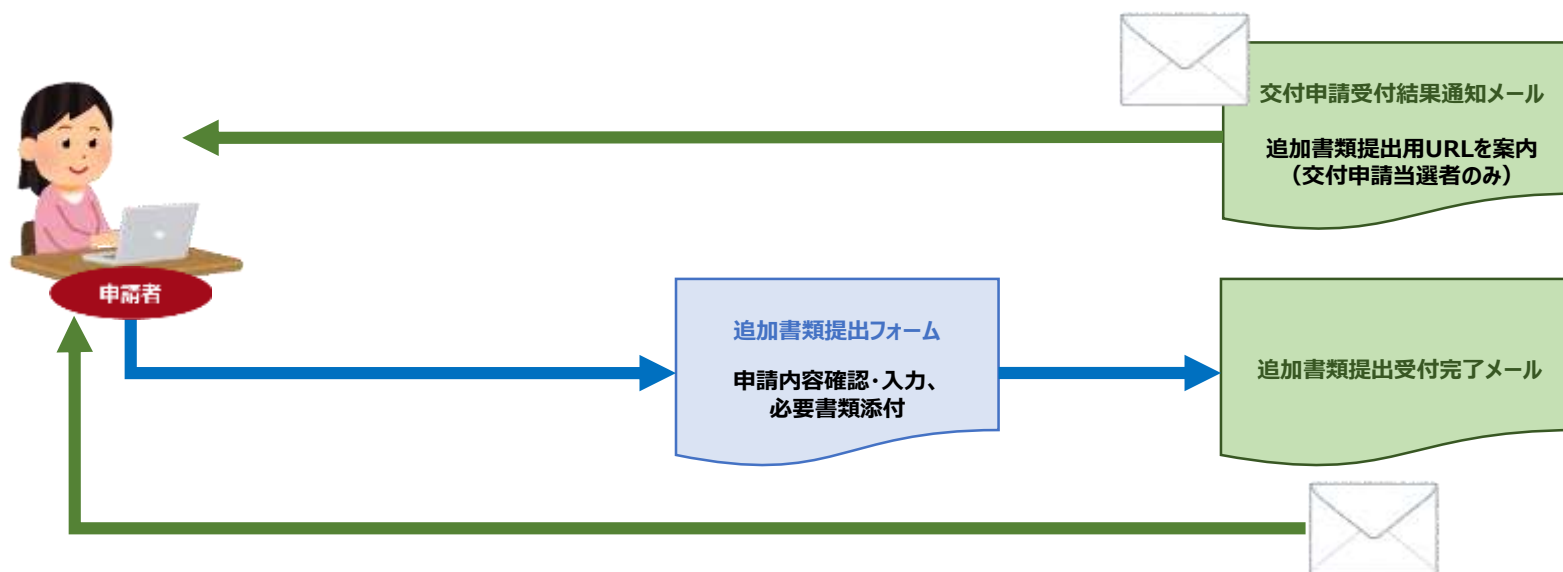 交付申請受付結果通知メール
追加書類提出用URLを案内
（交付申請当選者のみ）
申請者
追加書類提出フォーム
申請内容確認･入力、
必要書類添付
追加書類提出受付完了メール